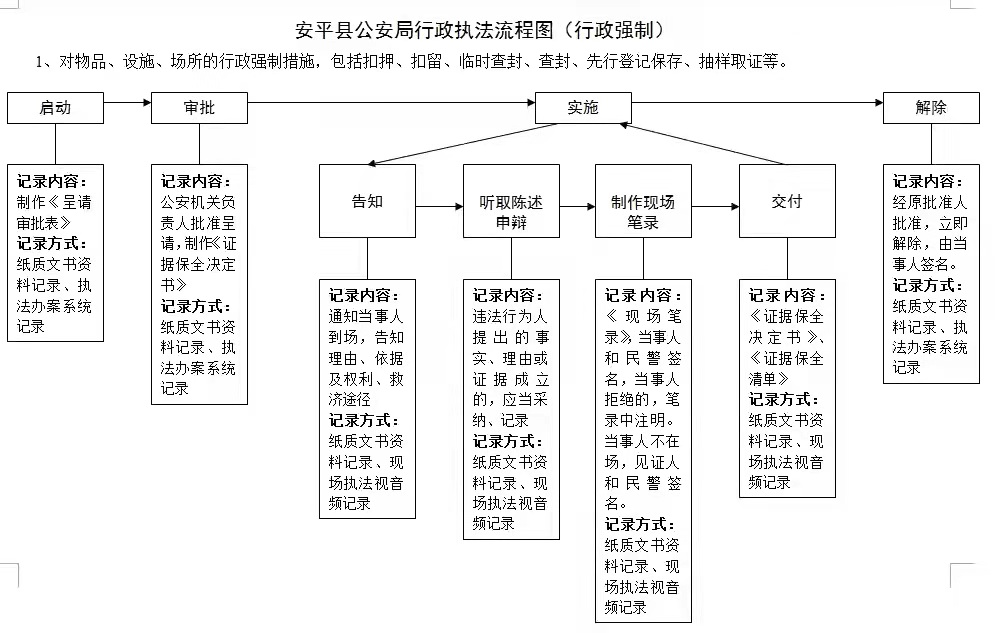 安平县公安局行政执法流程图（行政强制）
1、对物品、设施、场所的行政强制措施，包括扣押、扣留、临时查封、查封、先行登记保存、抽样取证等。
启动
审批
实施
解除
记录内容：
制作《呈请
审批表》
记录方式：
纸质文书资
料记录、执
法办案系统
记录
记录内容：
公安机关负
责人批准呈
请，制作《证
据保全决定
书》
记录方式：
纸质文书资
料记录、执
法办案系统
记录
告知
听取陈述
申辩
制作现场
笔录
交付
记录内容：
经原批准人
批准，立即
解除，由当
事人签名。
记录方式：
纸质文书资
料记录、执
法办案系统
记录
记录内容：
通知当事人
到场，告知
理由、依据
及权利、救
济途径
记录方式：
纸质文书资
料记录、现
场执法视音
频记录
记录内容：
违法行为人
提出的事
实、理由或
证据成立
的，应当采
纳、记录
记录方式：
纸质文书资
料记录、现
场执法视音
频记录
记录内容：
《现场笔
录》，当事人
和民警签
名，当事人
拒绝的，笔
录中注明。
当事人不在
场，见证人
和民警签
名。
记录方式：
纸质文书资
料记录、现
场执法视音
频记录
记录内容：
《证据保全
决定书》、
《证据保全
清单》
记录方式：
纸质文书资
料记录、现
场执法视音
频记录